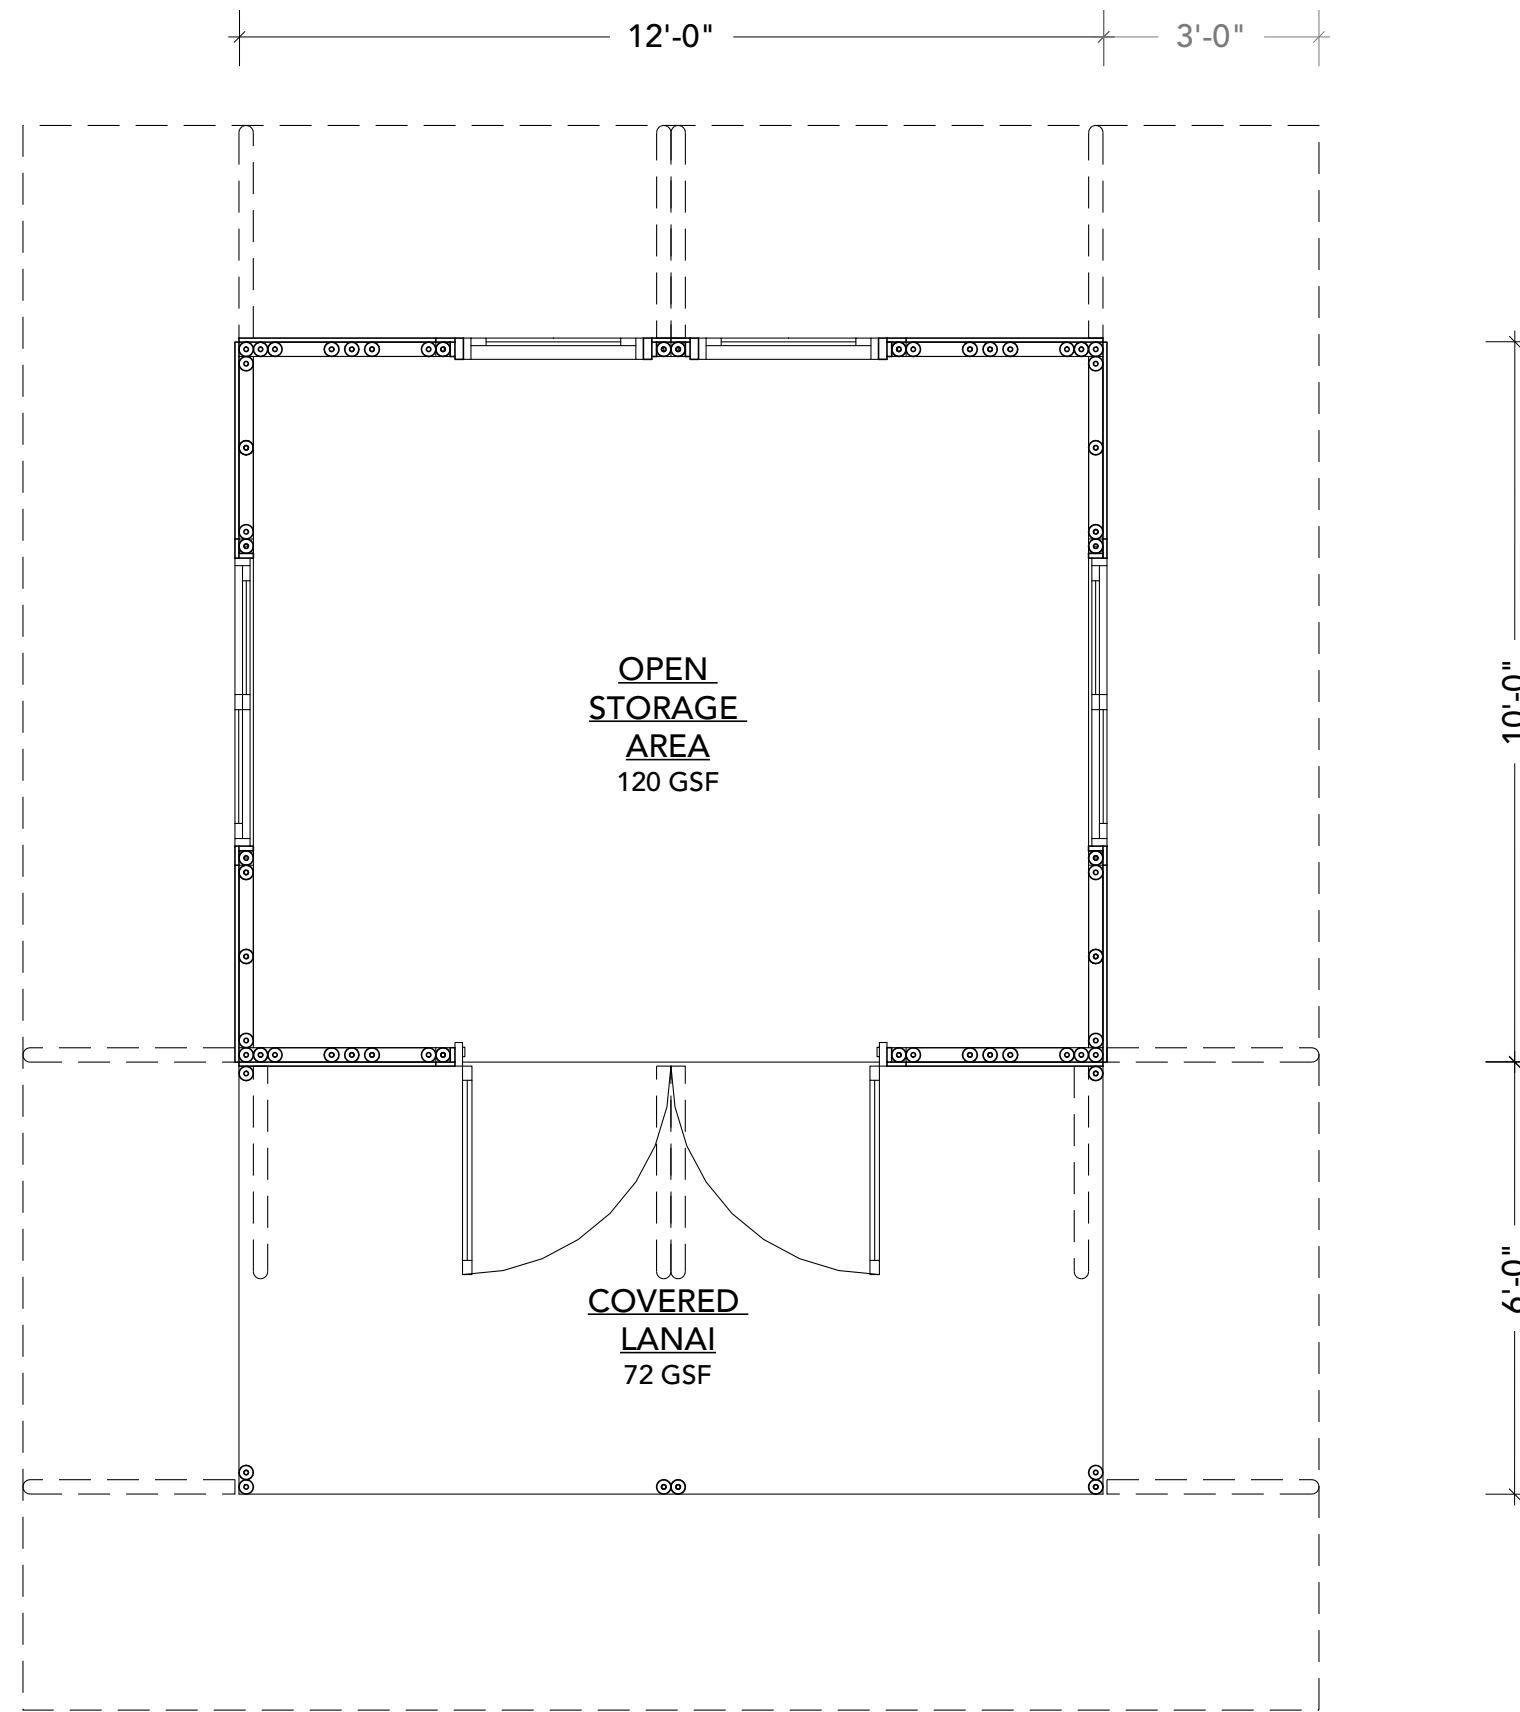 12'-0"
3'-0"
OPEN
STORAGE
AREA
120 GSF
10'-0"
COVERED
LANAI
72 GSF
6'-0"